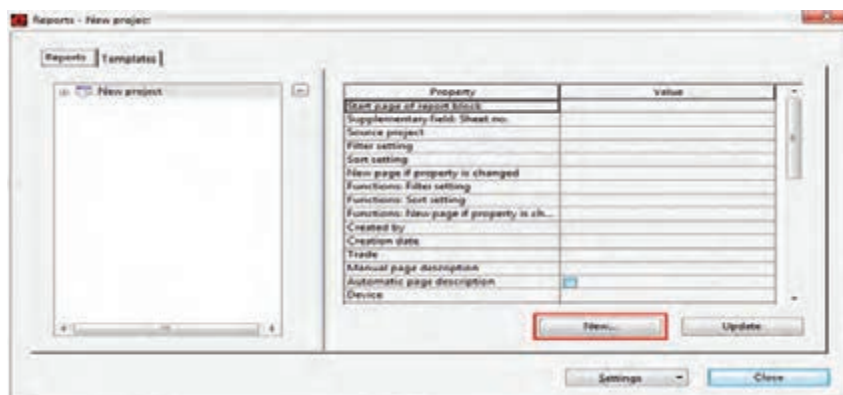 Reports - New project
Reports Templates
New project
Property Value
Start page of report block
Supplementary field: Sheet no.
Source project
Filter setting
Sort setting
New page if property is changed
Functions: Filter setting
Functions: Sort setting
Functions: New page if property is ch...
Created by
Creation date
Trade
Manual page description
Automatic page description
Device
New... Update
Settings Close